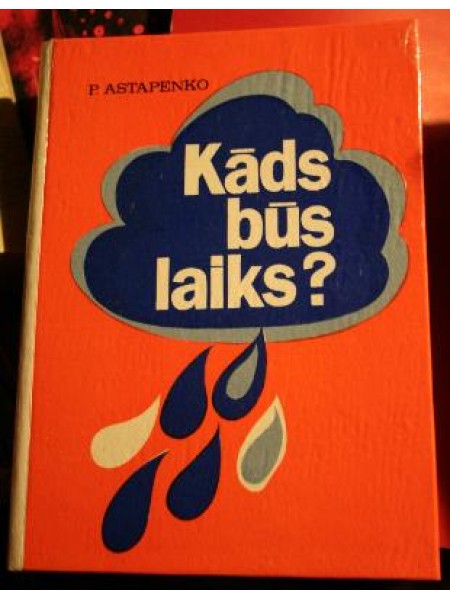 P. ASTAPENKO
Kāds
būs
laiks?